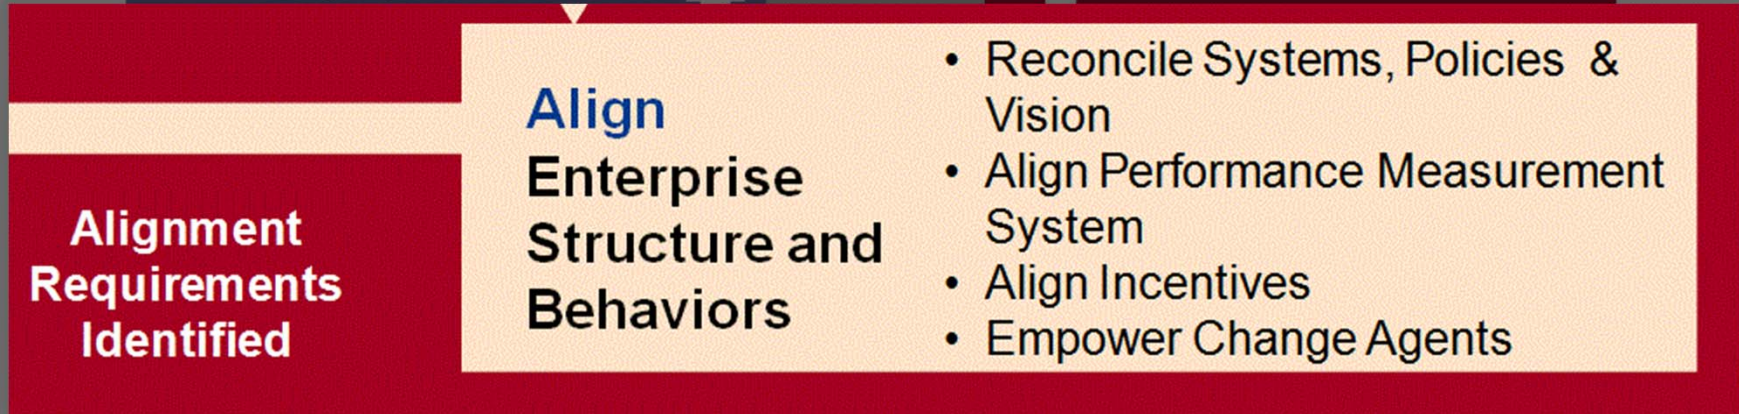 Alignment
Requirements
Identified
Align
Enterprise
Structure and
Behaviors
• Reconcile Systems, Policies &
Vision
• Align Performance Measurement
System
• Align Incentives
• Empower Change Agents